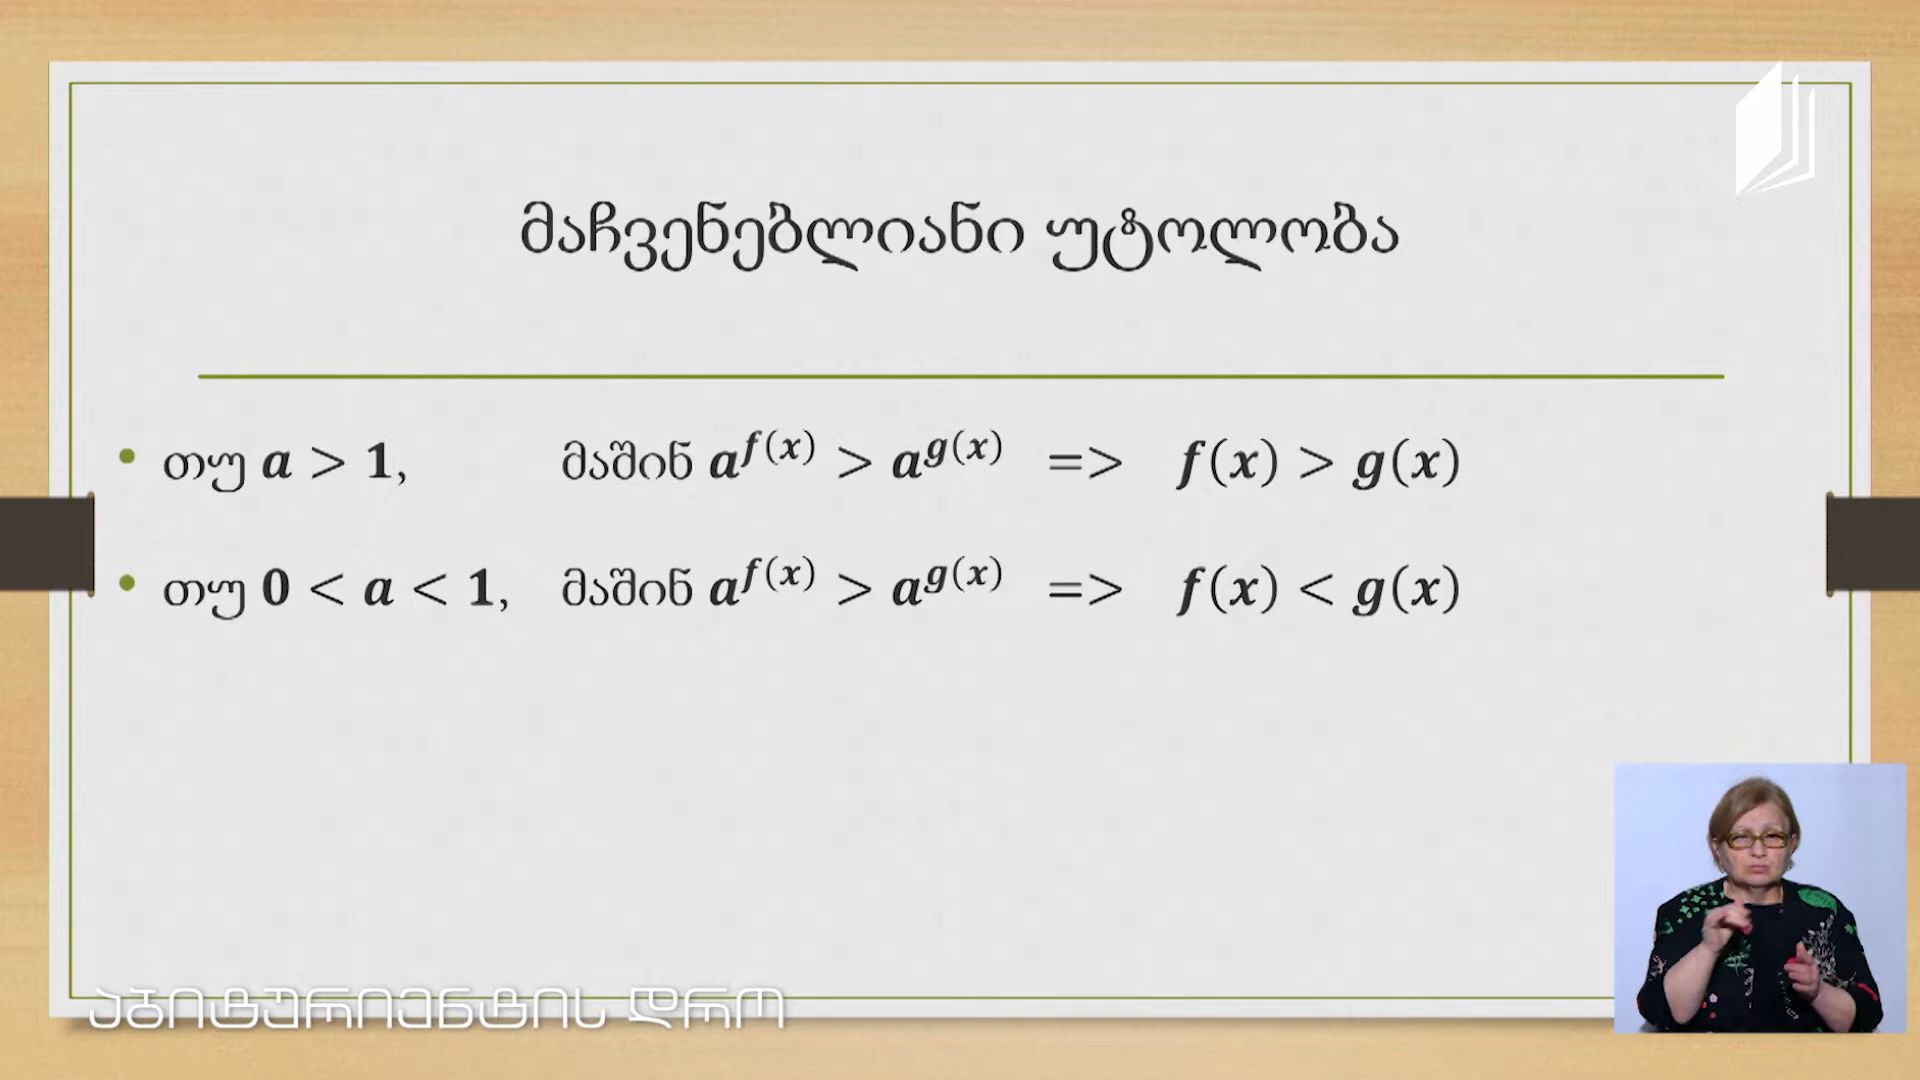 მაჩვენებლიანი უტოლობა
• თუ a > 1, მაშინ a^{f(x)} > a^{g(x)} => f(x) > g(x)
• თუ 0 < a < 1, მაშინ a^{f(x)} > a^{g(x)} => f(x) < g(x)
აბიტურიენტის დრო